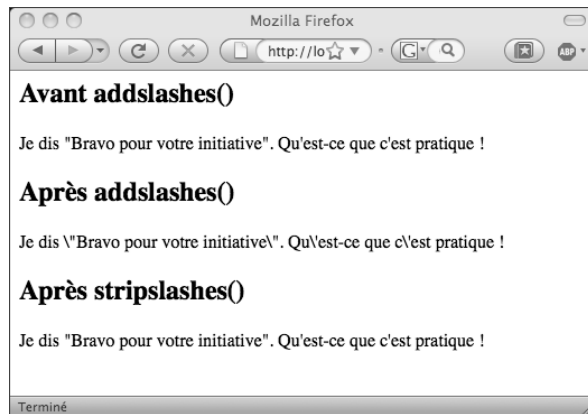 Mozilla Firefox
http://lo
G
ABP
Avant addslashes()
Je dis "Bravo pour votre initiative". Qu'est-ce que c'est pratique !
Après addslashes()
Je dis \"Bravo pour votre initiative\". Qu\'est-ce que c\'est pratique !
Après stripslashes()
Je dis "Bravo pour votre initiative". Qu'est-ce que c'est pratique !
Terminé